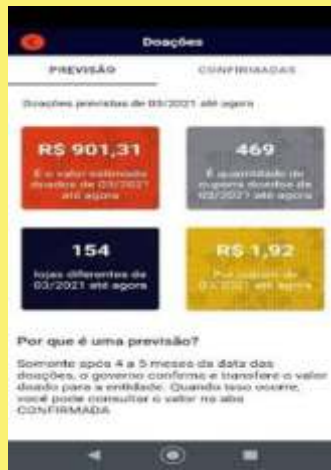 Doações
PREVISÃO
CONFIRMADAS
Doações previstas de 03/2021 até agora
R$ 901,31
É o valor estimado
doados de 03/2021
até agora
469
É quantidade de
cupons doados de
03/2021 até agora
154
lojas diferentes de
03/2021 até agora
R$ 1,92
Por cupom de
03/2021 até agora
Por que é uma previsão?
Somente após 4 a 5 meses da data das
doações, o governo confirma e transfere o valor
doado para a entidade. Quando isso ocorre,
você pode consultar o valor na aba
CONFIRMADA